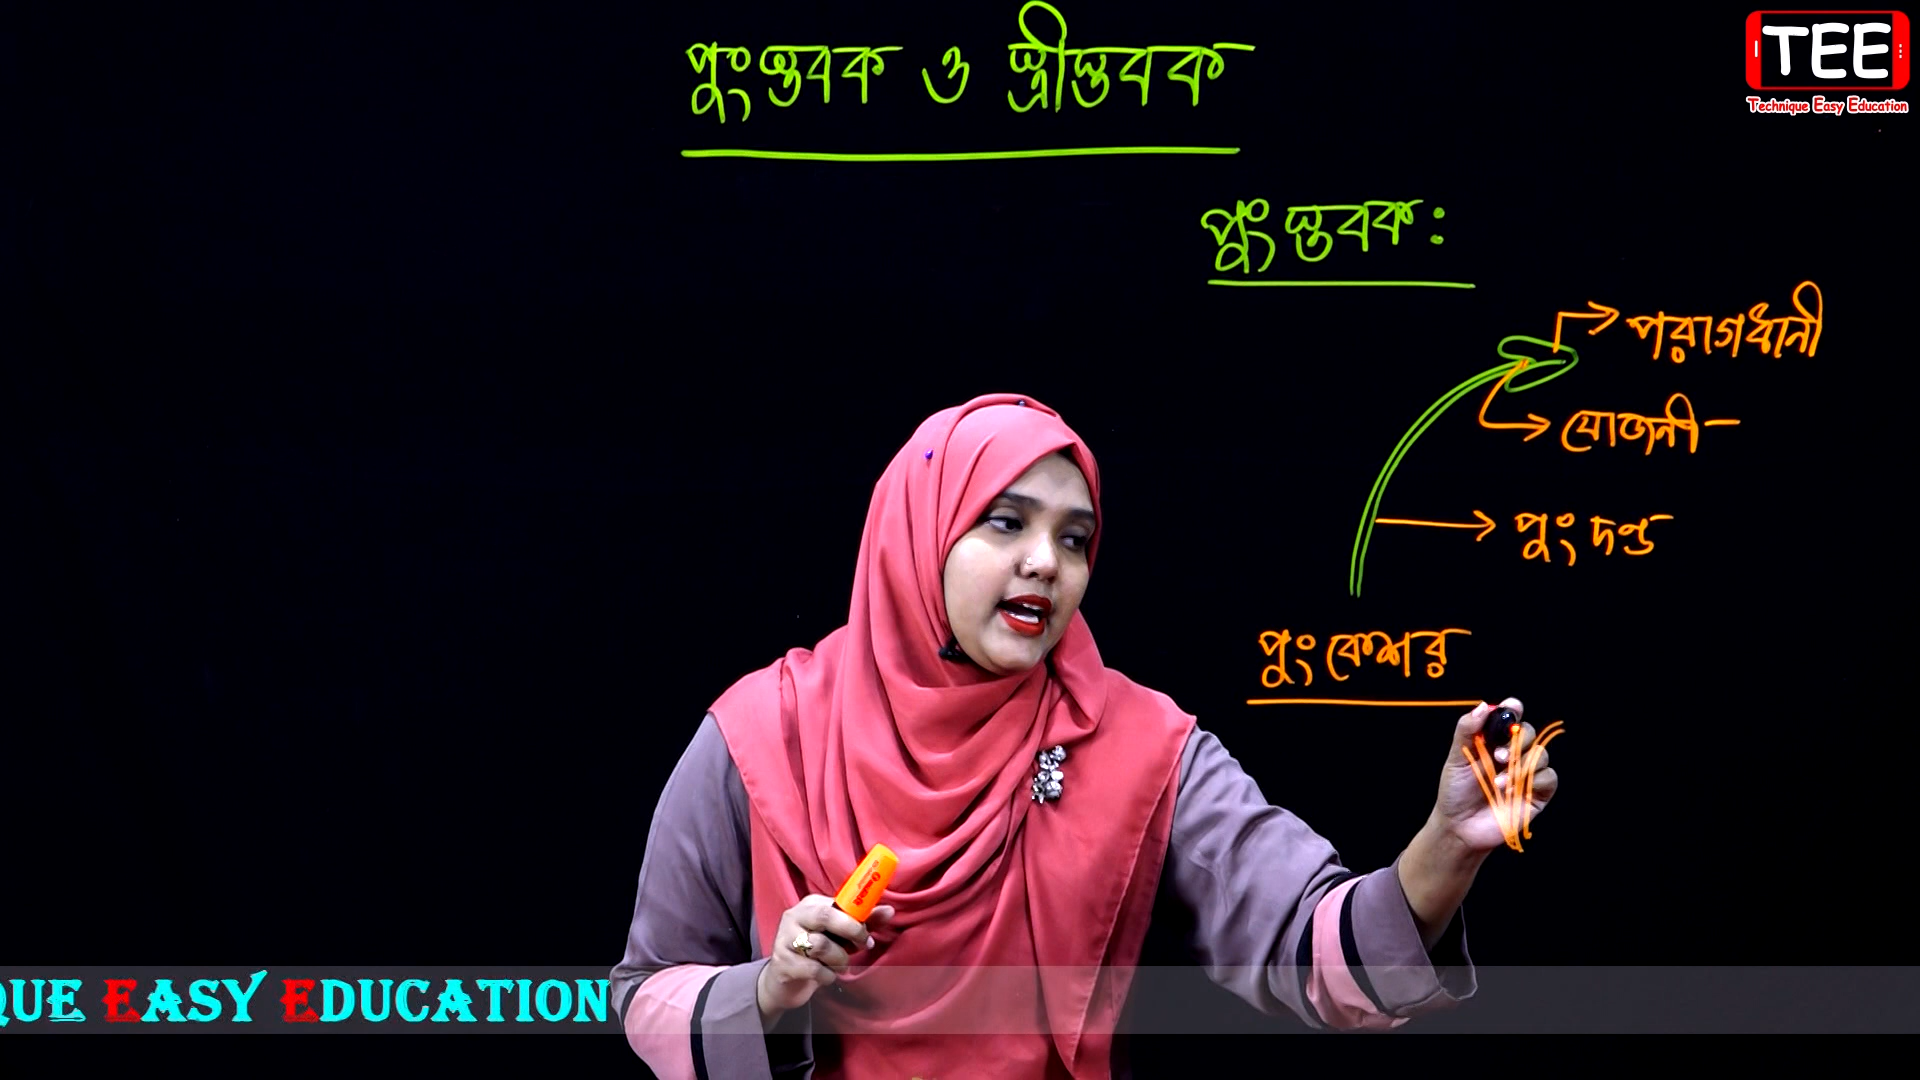 পুংস্তবক ও স্ত্রীস্তবক
TEE
Technique Easy Education
পুংস্তবক:
পরাগধানী
যোজনী
পুংদণ্ড
পুংকেশর
QUE EASY EDUCATION